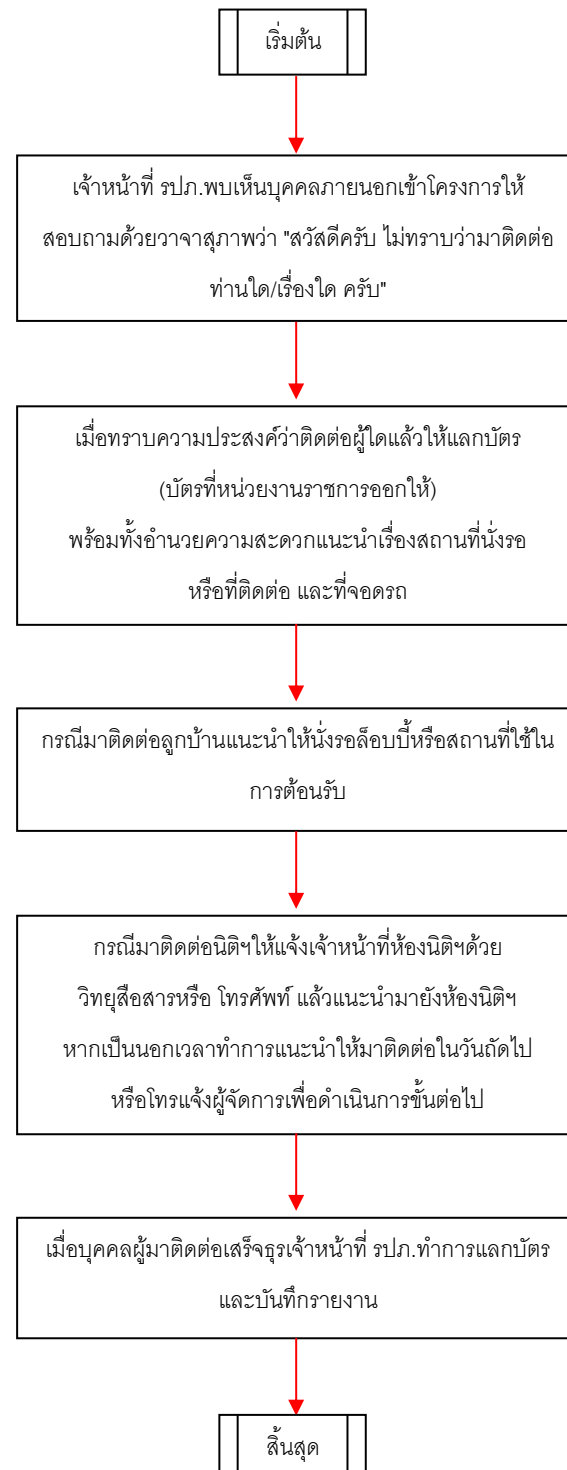 เริ่มต้น
เจ้าหน้าที่ รปภ.พบเห็นบุคคลภายนอกเข้าโครงการให้
สอบถามด้วยวาจาสุภาพว่า "สวัสดีครับ ไม่ทราบว่ามาติดต่อ
ท่านใด/เรื่องใด ครับ"
เมื่อทราบความประสงค์ว่าติดต่อผู้ใดแล้วให้แลกบัตร
(บัตรที่หน่วยงานราชการออกให้)
พร้อมทั้งอำนวยความสะดวกแนะนำเรื่องสถานที่นั่งรอ
หรือที่ติดต่อ และที่จอดรถ
กรณีมาติดต่อลูกบ้านแนะนำให้นั่งรอล็อบบี้หรือสถานที่ใช้ใน
การต้อนรับ
กรณีมาติดต่อนิติฯให้แจ้งเจ้าหน้าที่ห้องนิติฯด้วย
วิทยุสื่อสารหรือ โทรศัพท์ แล้วแนะนำมายังห้องนิติฯ
หากเป็นนอกเวลาทำการแนะนำให้มาติดต่อในวันถัดไป
หรือโทรแจ้งผู้จัดการเพื่อดำเนินการขั้นต่อไป
เมื่อบุคคลผู้มาติดต่อเสร็จธุรเจ้าหน้าที่ รปภ.ทำการแลกบัตร
และบันทึกรายงาน
สิ้นสุด